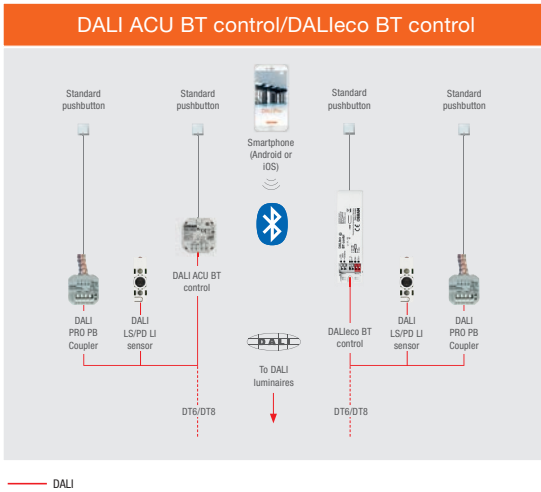 DALI ACU BT control/DALIeco BT control
Standard
pushbutton
Standard
pushbutton
Smartphone
(Android or
iOS)
Standard
pushbutton
Standard
pushbutton
DALI ACU BT
control
DALI
PRO PB
Coupler
DALI
LS/PD LI
sensor
DALI
To DALI
luminaires
DALIeco BT
control
DALI
LS/PD LI
sensor
DALI
PRO PB
Coupler
DT6/DT8
DT6/DT8
DALI